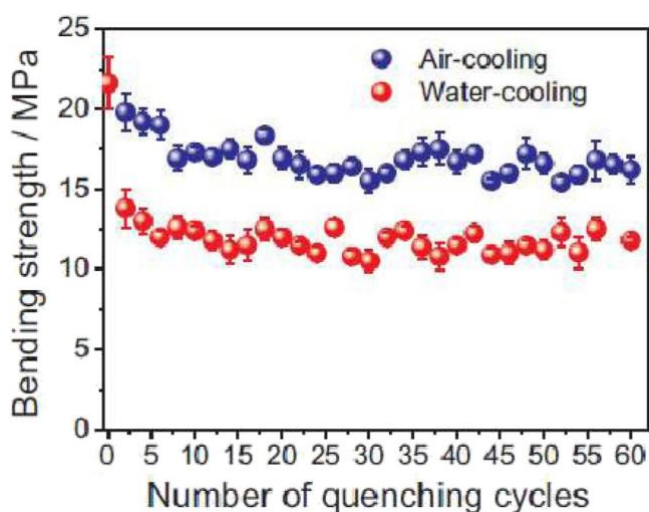 25
20
15
10
5
0
Bending strength / MPa
Air-cooling
Water-cooling
0 5 10 15 20 25 30 35 40 45 50 55 60
Number of quenching cycles